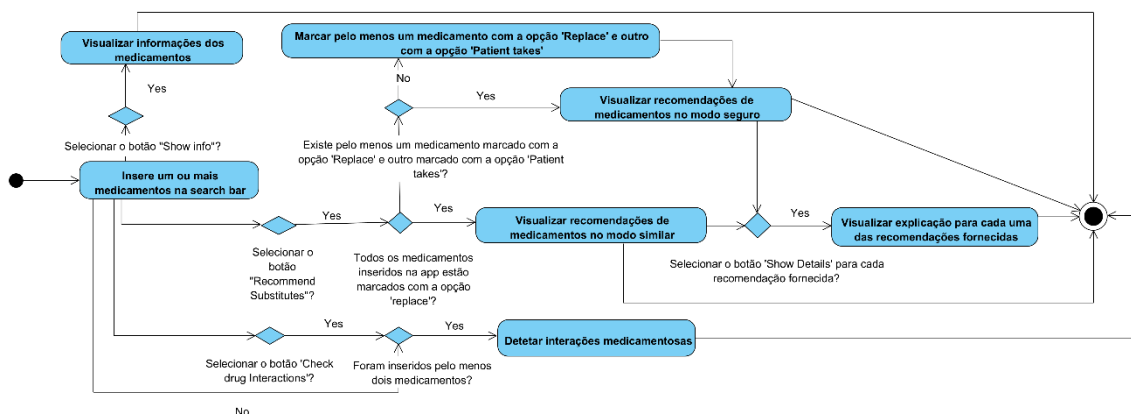 Visualizar informações dos
medicamentos
Marcar pelo menos um medicamento com a opção 'Replace' e outro
com a opção 'Patient takes'
Yes
No
Yes
Visualizar recomendações de
medicamentos no modo seguro
Selecionar o botão "Show info"?
Existe pelo menos um medicamento marcado com a
opção 'Replace' e outro marcado com a opção 'Patient
takes'?
Insere um ou mais
medicamentos na search bar
Yes
Yes
Visualizar recomendações de
medicamentos no modo similar
Yes
Visualizar explicação para cada uma
das recomendações fornecidas
Selecionar o
botão
"Recommend
Substitutes"?
Todos os medicamentos
inseridos na app estão
marcados com a opção
'replace'?
Selecionar o botão 'Show Details' para cada
recomendação fornecida?
Yes
Yes
Detetar interações medicamentosas
Selecionar o botão 'Check
drug Interactions'?
Foram inseridos pelo menos
dois medicamentos?
No